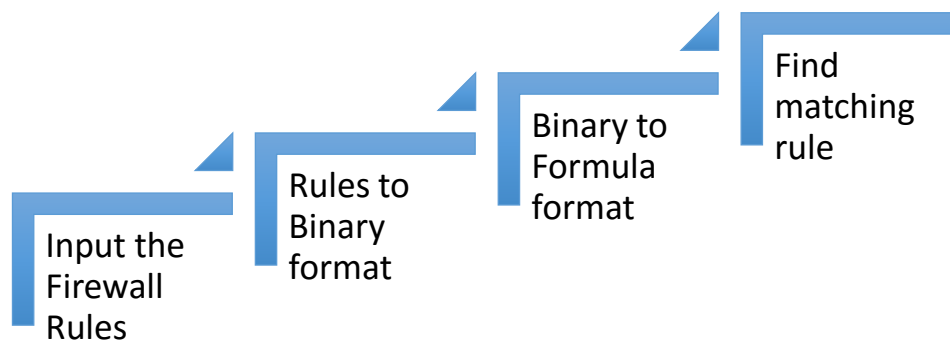 Input the
Firewall
Rules
Rules to
Binary
format
Binary to
Formula
format
Find
matching
rule